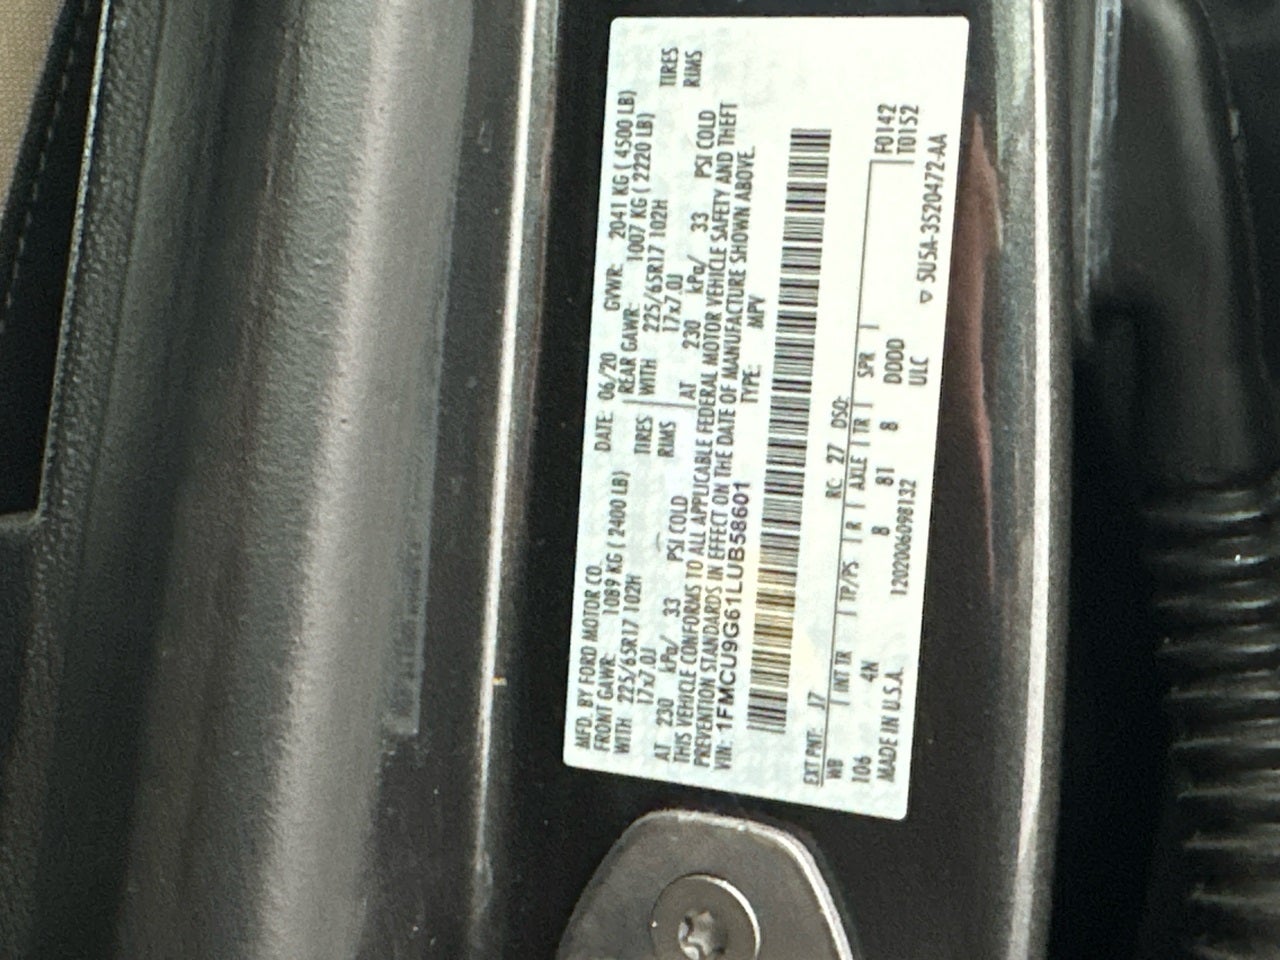 MFD. BY FORD MOTOR CO.
DATE: 06/20 GVWR: 2041 KG ( 4500 LB)
FRONT GAWR: 1089 KG ( 2400 LB) REAR GAWR: 1007 KG ( 2220 LB)
WITH 225/65R17 102H TIRES WITH 225/65R17 102H TIRES
17x7.0J RIMS 17x7.0J RIMS
AT 230 kPa/ 33 PSI COLD AT 230 kPa/ 33 PSI COLD
THIS VEHICLE CONFORMS TO ALL APPLICABLE FEDERAL MOTOR VEHICLE SAFETY AND THEFT
PREVENTION STANDARDS IN EFFECT ON THE DATE OF MANUFACTURE SHOWN ABOVE.
VIN: 1FMCU9G61LUB58601 TYPE: MPV
EXT PNT: J7 RC: 27 DSO: F0142
WB | INT TR | TP/PS | R | AXLE | TR | SPR | T0152
106 4N 8 81 8 DDDD
MADE IN U.S.A. 1202006098132 ULC ▽ SU5A-3520472-AA